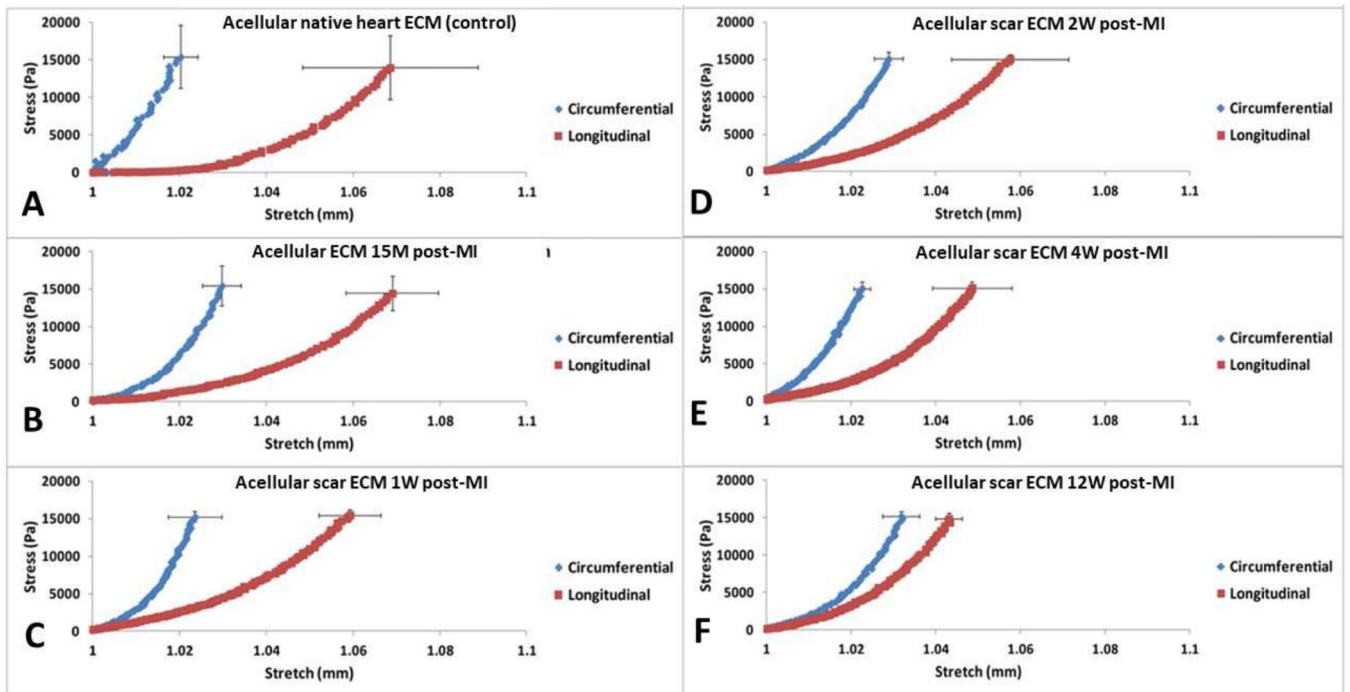 Acellular native heart ECM (control)
20000
15000
10000
5000
0
Stress (Pa)
1 1.02 1.04 1.06 1.08 1.1
Stretch (mm)
Circumferential
Longitudinal
A
Acellular ECM 15M post-MI
20000
15000
10000
5000
0
Stress (Pa)
1 1.02 1.04 1.06 1.08 1.1
Stretch (mm)
Circumferential
Longitudinal
B
Acellular scar ECM 1W post-MI
20000
15000
10000
5000
0
Stress (Pa)
1 1.02 1.04 1.06 1.08 1.1
Stretch (mm)
Circumferential
Longitudinal
C
Acellular scar ECM 2W post-MI
20000
15000
10000
5000
0
Stress (Pa)
1 1.02 1.04 1.06 1.08 1.1
Stretch (mm)
Circumferential
Longitudinal
D
Acellular scar ECM 4W post-MI
20000
15000
10000
5000
0
Stress (Pa)
1 1.02 1.04 1.06 1.08 1.1
Stretch (mm)
Circumferential
Longitudinal
E
Acellular scar ECM 12W post-MI
20000
15000
10000
5000
0
Stress (Pa)
1 1.02 1.04 1.06 1.08 1.1
Stretch (mm)
Circumferential
Longitudinal
F